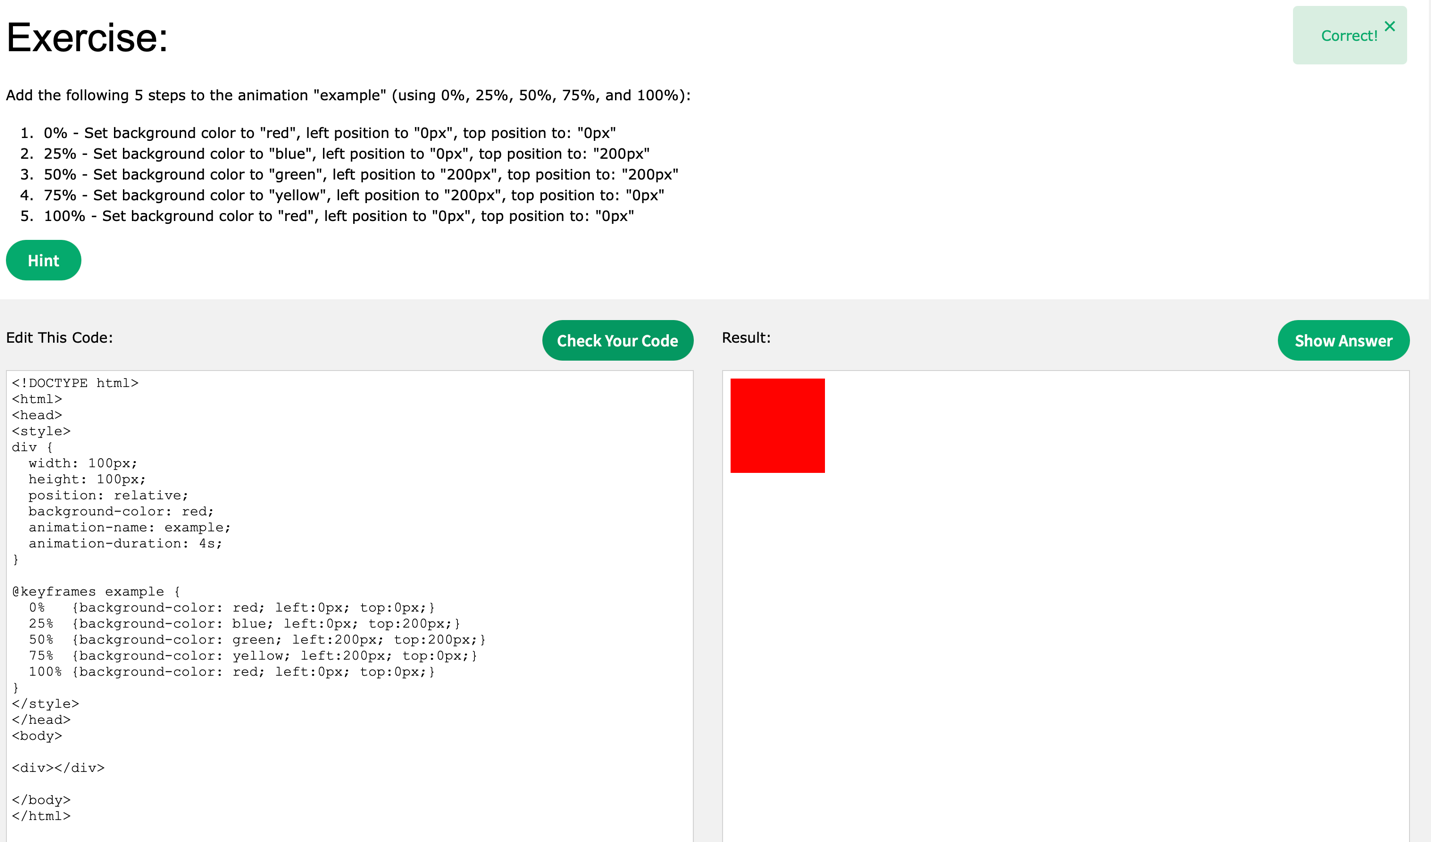 Exercise:
Correct! ×
Add the following 5 steps to the animation "example" (using 0%, 25%, 50%, 75%, and 100%):
1. 0% - Set background color to "red", left position to "0px", top position to: "0px"
2. 25% - Set background color to "blue", left position to "0px", top position to: "200px"
3. 50% - Set background color to "green", left position to "200px", top position to: "200px"
4. 75% - Set background color to "yellow", left position to "200px", top position to: "0px"
5. 100% - Set background color to "red", left position to "0px", top position to: "0px"
Hint
Edit This Code:
Check Your Code
Result:
Show Answer
<!DOCTYPE html>
<html>
<head>
<style>
div {
  width: 100px;
  height: 100px;
  position: relative;
  background-color: red;
  animation-name: example;
  animation-duration: 4s;
}

@keyframes example {
  0%   {background-color: red; left:0px; top:0px;}
  25%  {background-color: blue; left:0px; top:200px;}
  50%  {background-color: green; left:200px; top:200px;}
  75%  {background-color: yellow; left:200px; top:0px;}
  100% {background-color: red; left:0px; top:0px;}
}
</style>
</head>
<body>

<div></div>

</body>
</html>